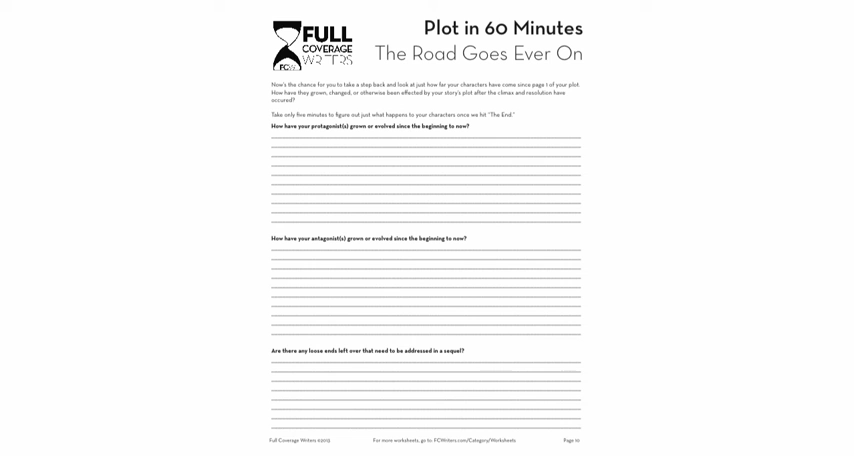 FULL
COVERAGE
WRITERS
FCW
Plot in 60 Minutes
The Road Goes Ever On
Now's the chance for you to take a step back and look at just how far your characters have come since page 1 of your plot.
How have they grown, changed, or otherwise been effected by your story's plot after the climax and resolution have
occured?
Take only five minutes to figure out just what happens to your characters once we hit "The End."
How have your protagonist(s) grown or evolved since the beginning to now?
How have your antagonist(s) grown or evolved since the beginning to now?
Are there any loose ends left over that need to be addressed in a sequel?
Full Coverage Writers ©2013
For more worksheets, go to: FCWriters.com/Category/Worksheets
Page 10